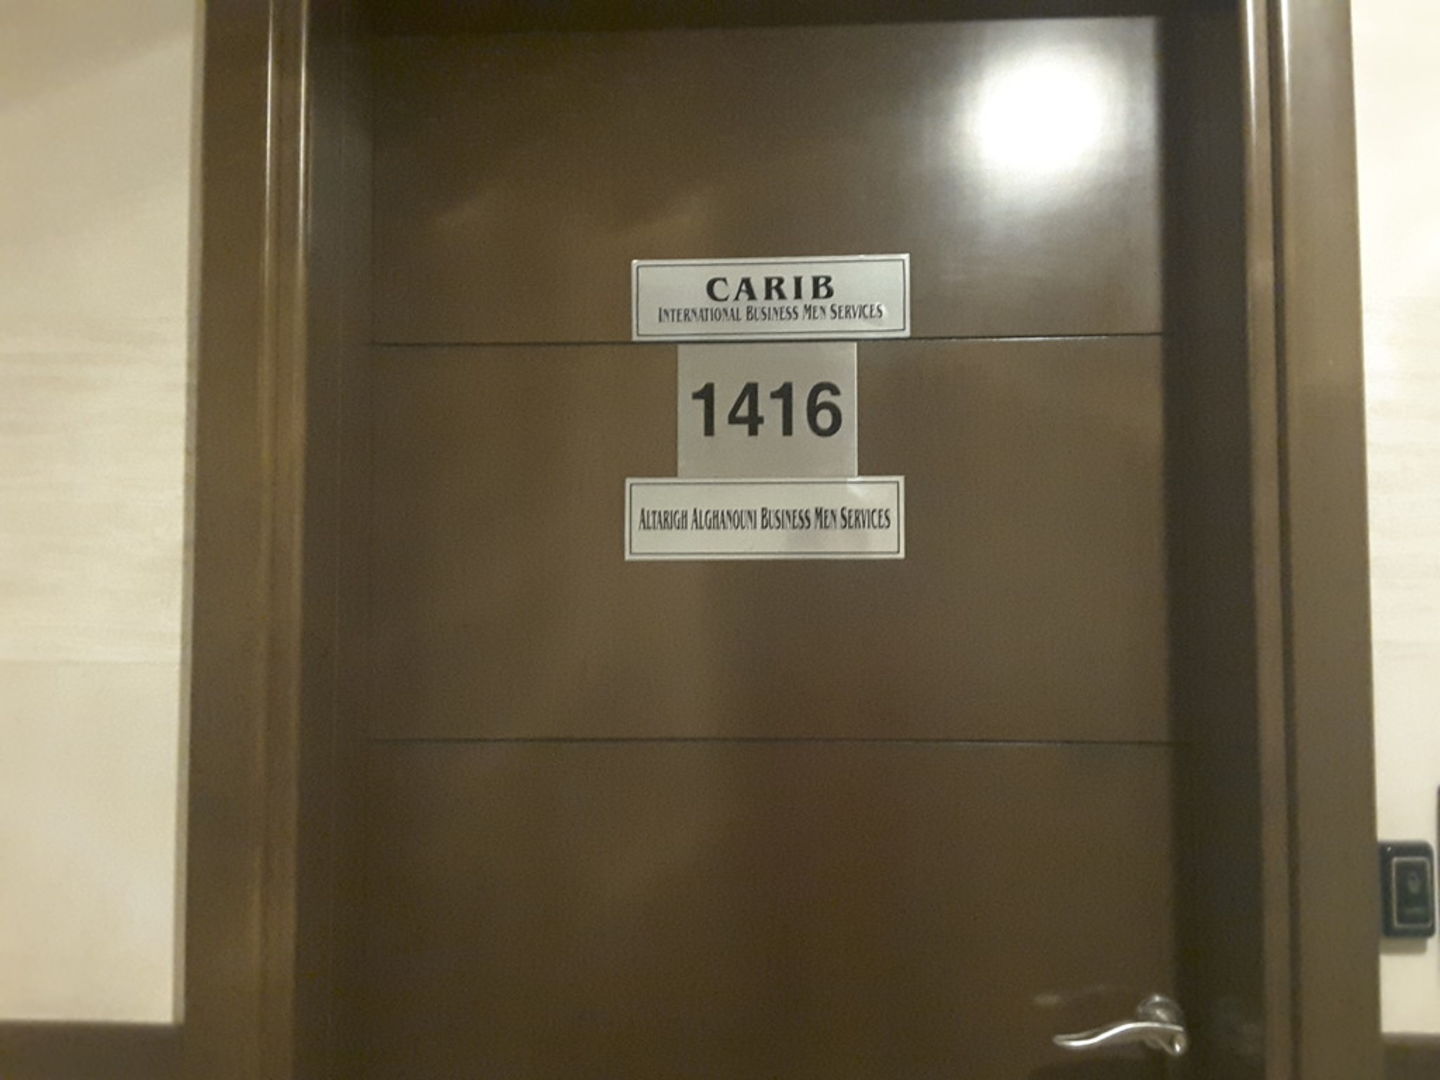 CARIB
INTERNATIONAL BUSINESS MEN SERVICES
1416
ALTARIGH ALGHANOUNI BUSINESS MEN SERVICES